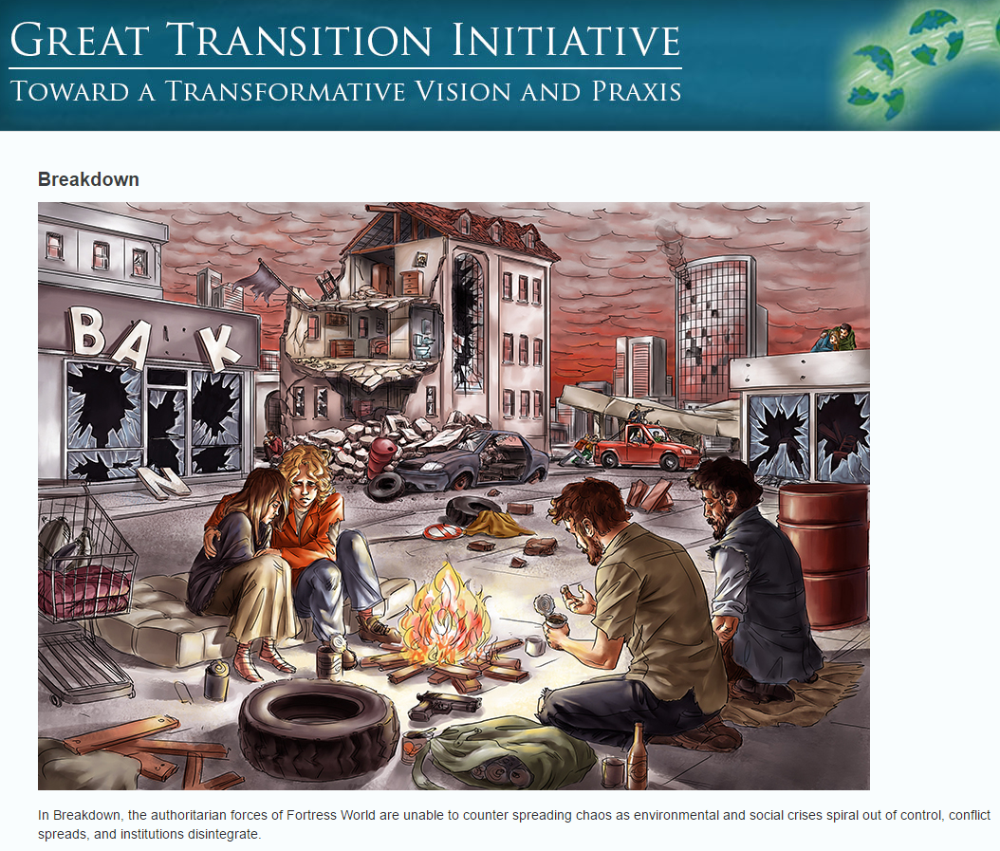 GREAT TRANSITION INITIATIVE
TOWARD A TRANSFORMATIVE VISION AND PRAXIS
Breakdown
BA K
N
In Breakdown, the authoritarian forces of Fortress World are unable to counter spreading chaos as environmental and social crises spiral out of control, conflict
spreads, and institutions disintegrate.